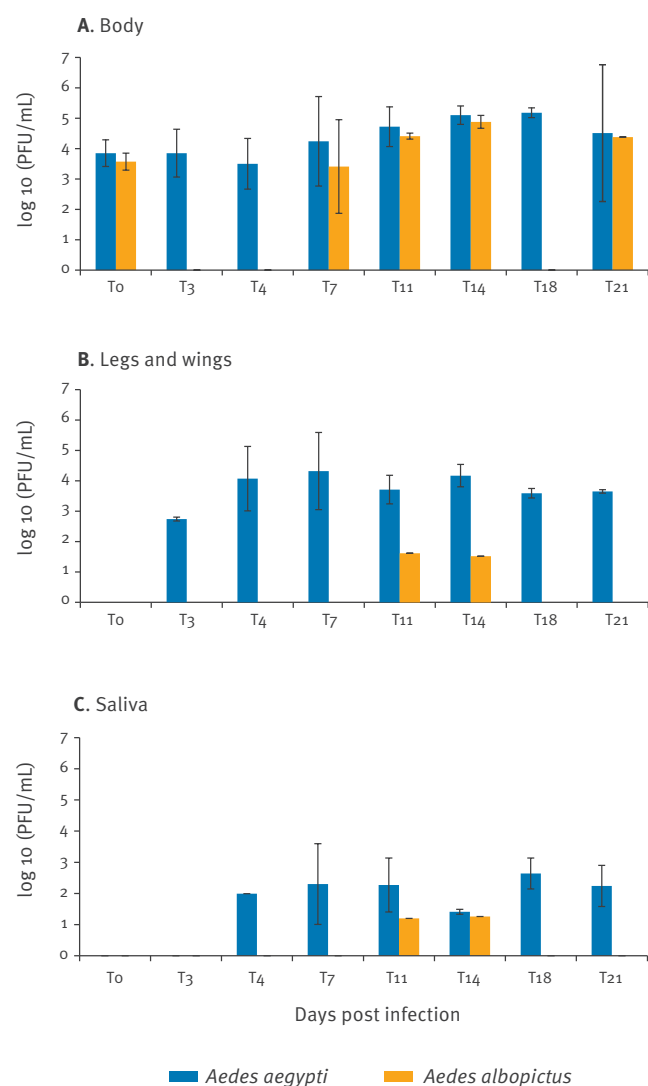 A. Body
log 10 (PFU/mL)
7
6
5
4
3
2
1
0
T0 T3 T4 T7 T11 T14 T18 T21
B. Legs and wings
log 10 (PFU/mL)
7
6
5
4
3
2
1
0
T0 T3 T4 T7 T11 T14 T18 T21
C. Saliva
log 10 (PFU/mL)
7
6
5
4
3
2
1
0
T0 T3 T4 T7 T11 T14 T18 T21
Days post infection
Aedes aegypti Aedes albopictus